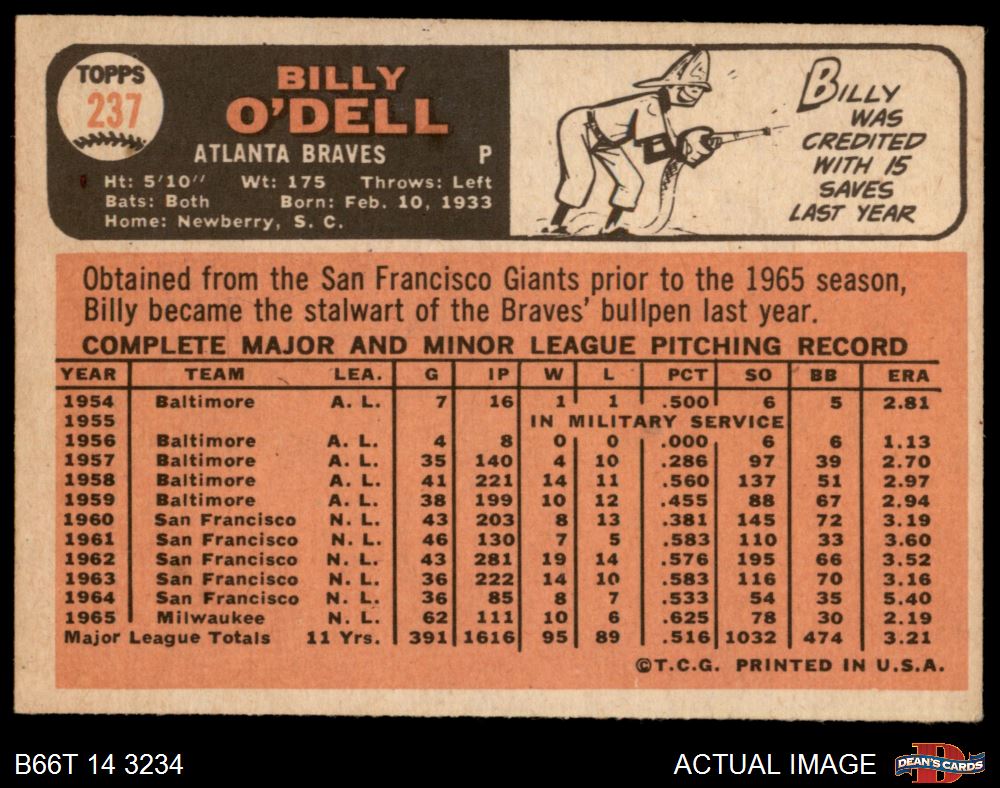 TOPPS
237
BILLY
O'DELL
ATLANTA BRAVES P
Ht: 5'10" Wt: 175 Throws: Left
Bats: Both Born: Feb. 10, 1933
Home: Newberry, S. C.
BILLY
WAS
CREDITED
WITH 15
SAVES
LAST YEAR
Obtained from the San Francisco Giants prior to the 1965 season,
Billy became the stalwart of the Braves' bullpen last year.
COMPLETE MAJOR AND MINOR LEAGUE PITCHING RECORD
YEAR TEAM LEA. G IP W L PCT SO BB ERA
1954 Baltimore A. L. 7 16 1 1 .500 6 5 2.81
1955 IN MILITARY SERVICE
1956 Baltimore A. L. 4 8 0 0 .000 6 6 1.13
1957 Baltimore A. L. 35 140 4 10 .286 97 39 2.70
1958 Baltimore A. L. 41 221 14 11 .560 137 51 2.97
1959 Baltimore A. L. 38 199 10 12 .455 88 67 2.94
1960 San Francisco N. L. 43 203 8 13 .381 145 72 3.19
1961 San Francisco N. L. 46 130 7 5 .583 110 33 3.60
1962 San Francisco N. L. 43 281 19 14 .576 195 66 3.52
1963 San Francisco N. L. 36 222 14 10 .583 116 70 3.16
1964 San Francisco N. L. 36 85 8 7 .533 54 35 5.40
1965 Milwaukee N. L. 62 111 10 6 .625 78 30 2.19
Major League Totals 11 Yrs. 391 1616 95 89 .516 1032 474 3.21
©T.C.G. PRINTED IN U.S.A.
B66T 14 3234 ACTUAL IMAGE DEAN'S CARDS